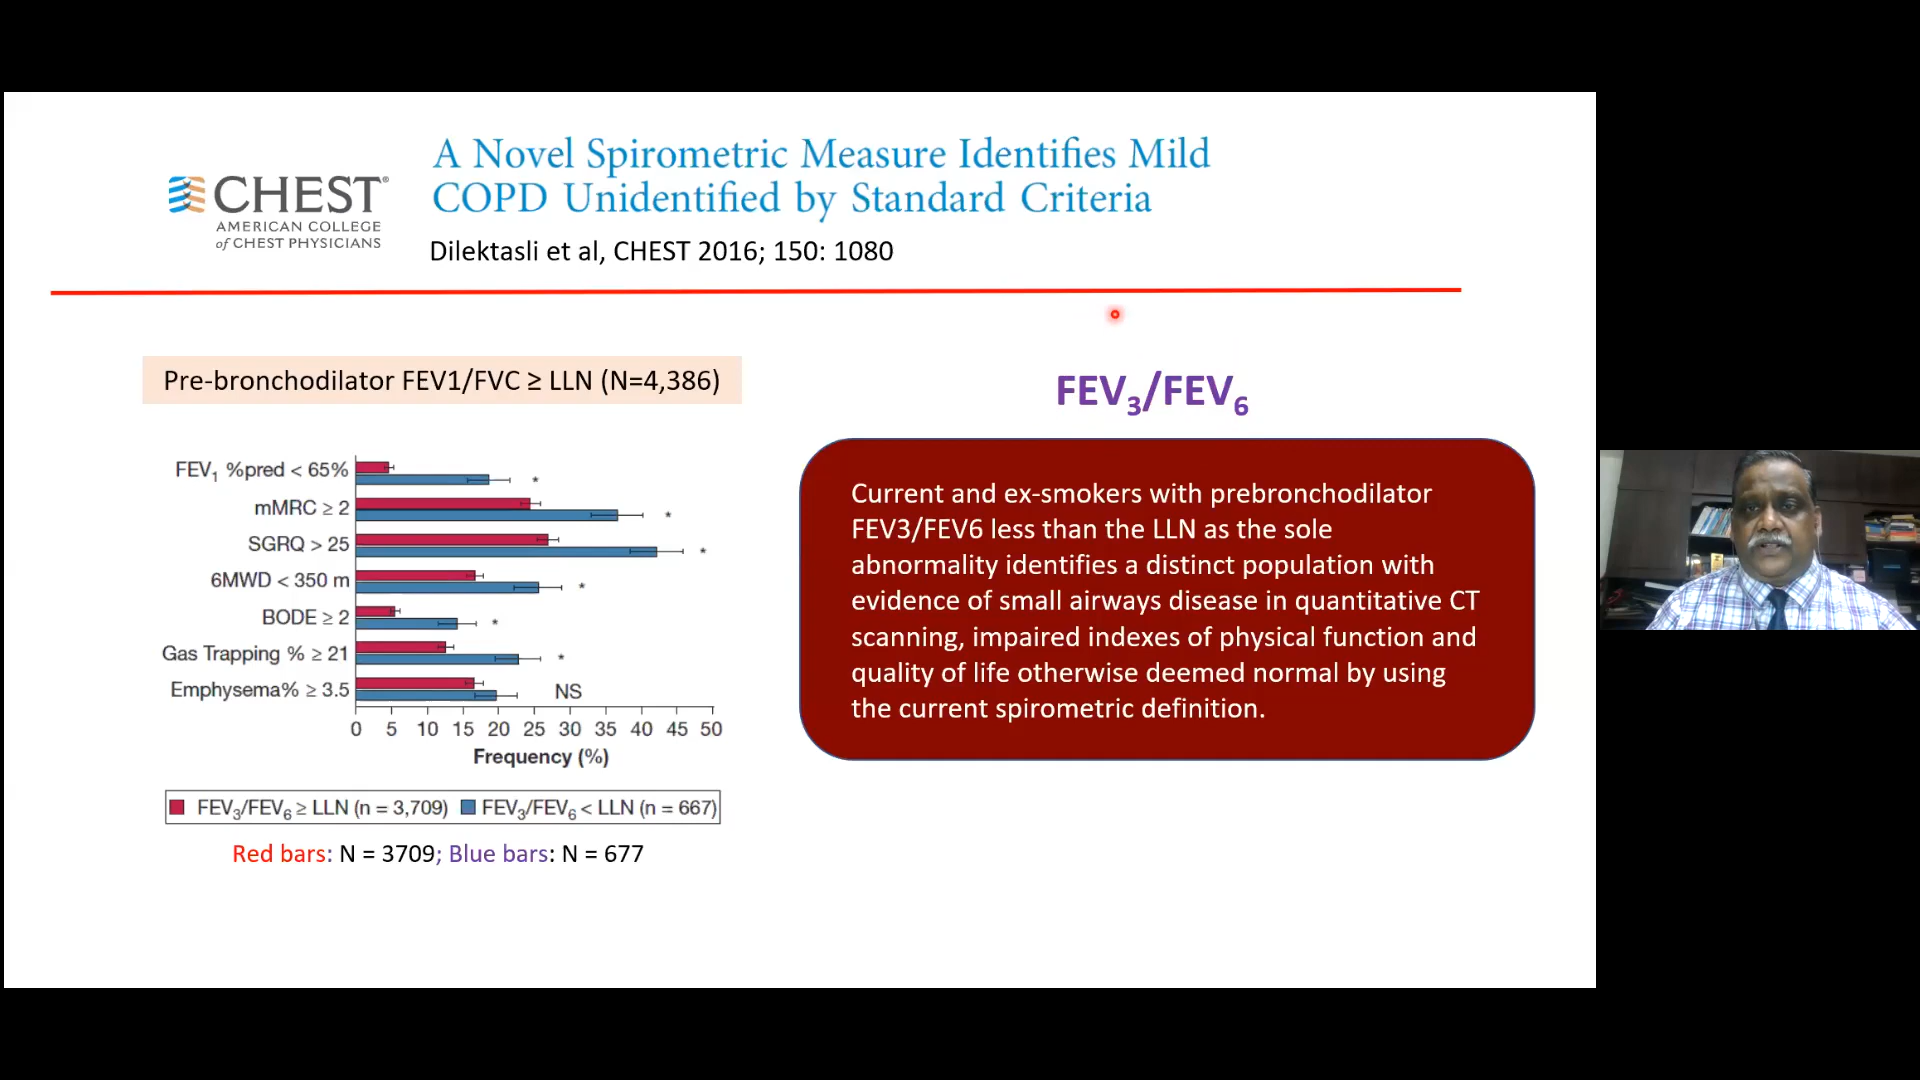 CHEST®
AMERICAN COLLEGE
of CHEST PHYSICIANS
A Novel Spirometric Measure Identifies Mild
COPD Unidentified by Standard Criteria
Dilektasli et al, CHEST 2016; 150: 1080
Pre-bronchodilator FEV1/FVC ≥ LLN (N=4,386)
FEV₁ %pred < 65%
*
mMRC ≥ 2
*
SGRQ > 25
*
6MWD < 350 m
*
BODE ≥ 2
*
Gas Trapping % ≥ 21
*
Emphysema% ≥ 3.5
NS
0 5 10 15 20 25 30 35 40 45 50
Frequency (%)
FEV₃/FEV₆ ≥ LLN (n = 3,709) FEV₃/FEV₆ < LLN (n = 667)
Red bars: N = 3709; Blue bars: N = 677
FEV₃/FEV₆
Current and ex-smokers with prebronchodilator
FEV3/FEV6 less than the LLN as the sole
abnormality identifies a distinct population with
evidence of small airways disease in quantitative CT
scanning, impaired indexes of physical function and
quality of life otherwise deemed normal by using
the current spirometric definition.